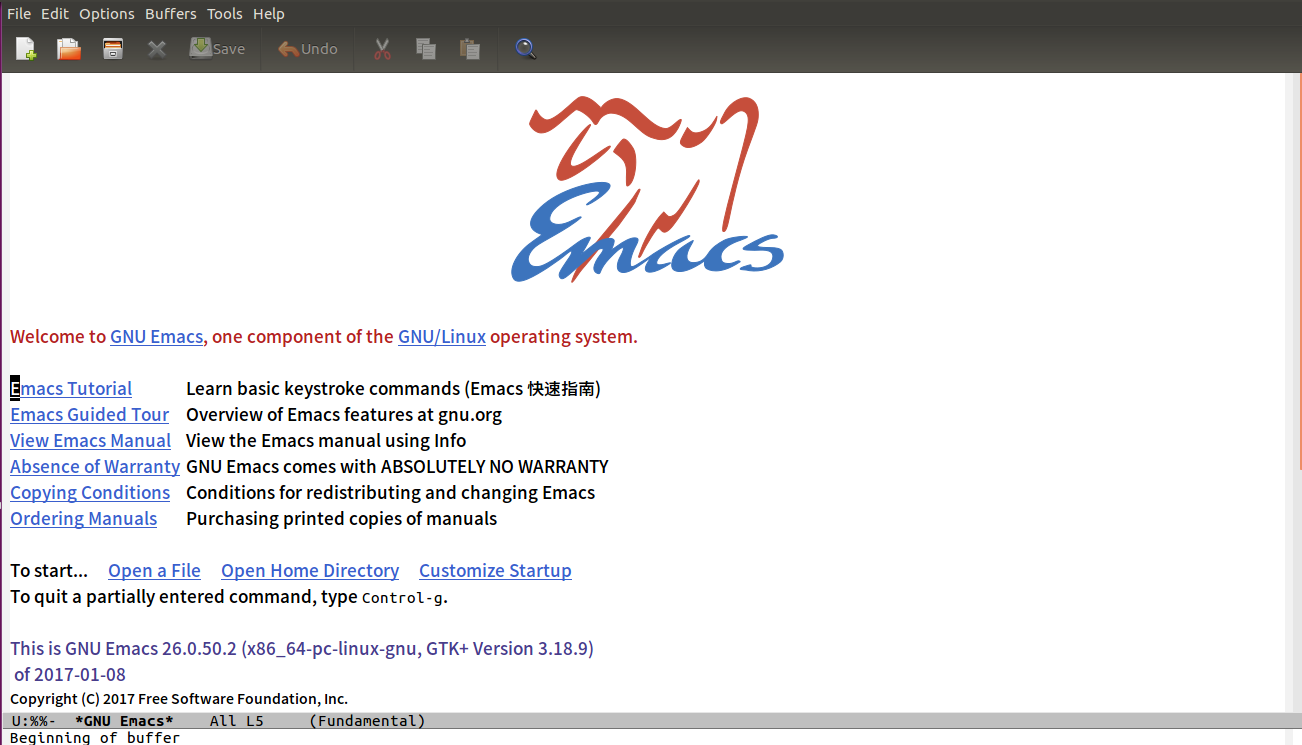 File Edit Options Buffers Tools Help
Save Undo
Emacs
Welcome to GNU Emacs, one component of the GNU/Linux operating system.
Emacs Tutorial Learn basic keystroke commands (Emacs 快速指南)
Emacs Guided Tour Overview of Emacs features at gnu.org
View Emacs Manual View the Emacs manual using Info
Absence of Warranty GNU Emacs comes with ABSOLUTELY NO WARRANTY
Copying Conditions Conditions for redistributing and changing Emacs
Ordering Manuals Purchasing printed copies of manuals
To start... Open a File Open Home Directory Customize Startup
To quit a partially entered command, type Control-g.
This is GNU Emacs 26.0.50.2 (x86_64-pc-linux-gnu, GTK+ Version 3.18.9)
of 2017-01-08
Copyright (C) 2017 Free Software Foundation, Inc.
U:%%- *GNU Emacs* All L5 (Fundamental)
Beginning of buffer